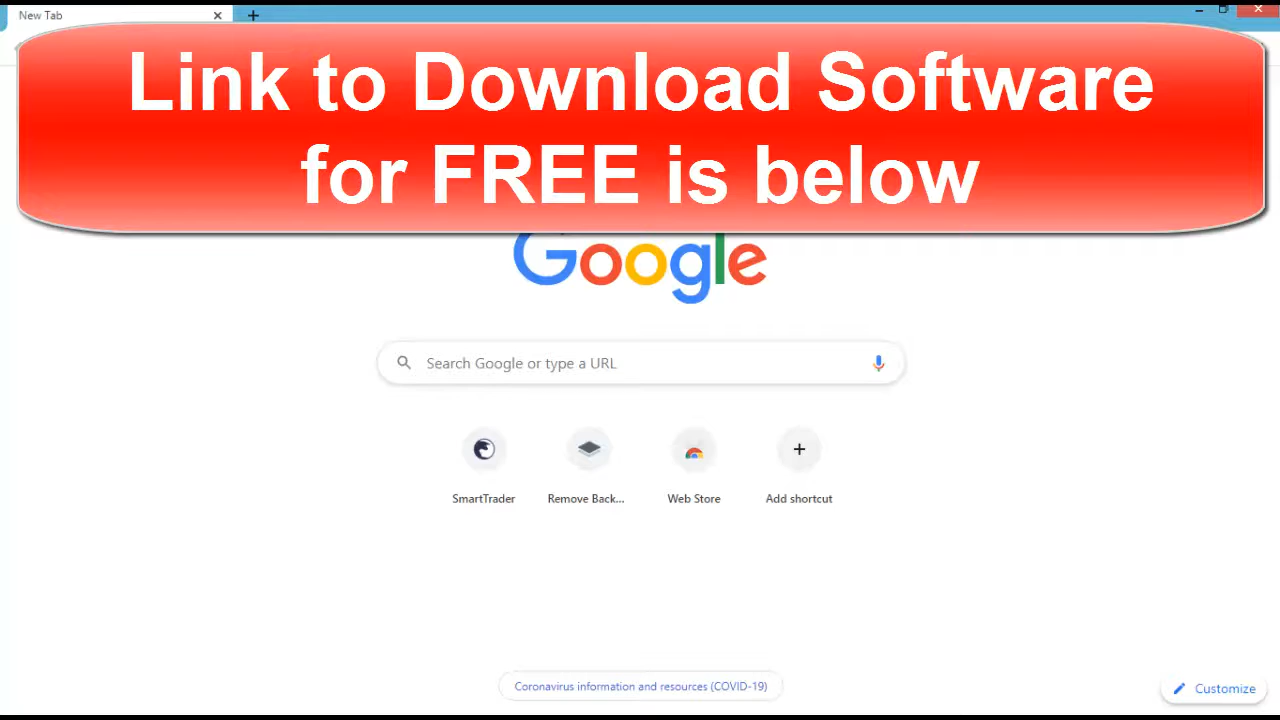 New Tab
Link to Download Software
for FREE is below
Google
Search Google or type a URL
SmartTrader
Remove Back...
Web Store
Add shortcut
Coronavirus information and resources (COVID-19)
Customize